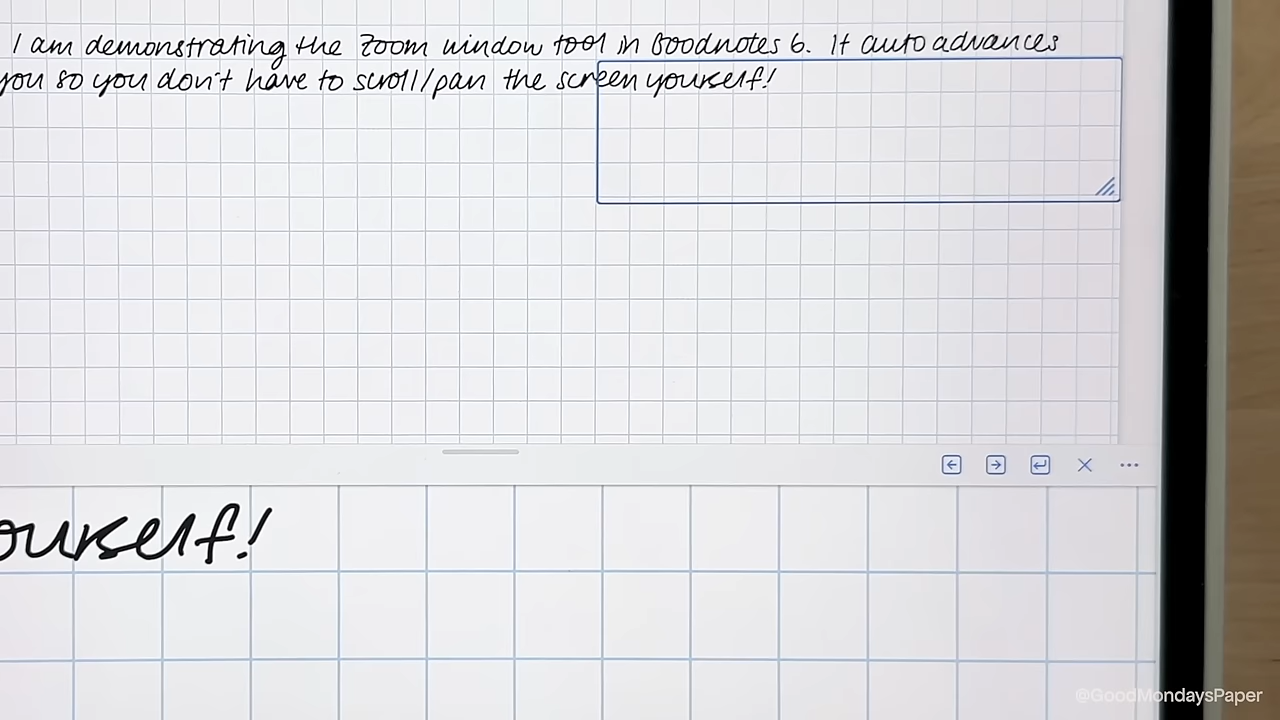 I am demonstrating the zoom window tool in Goodnotes 6. It auto advances
you so you don't have to scroll/pan the screen yourself!
ourself!
@GoodMondaysPaper